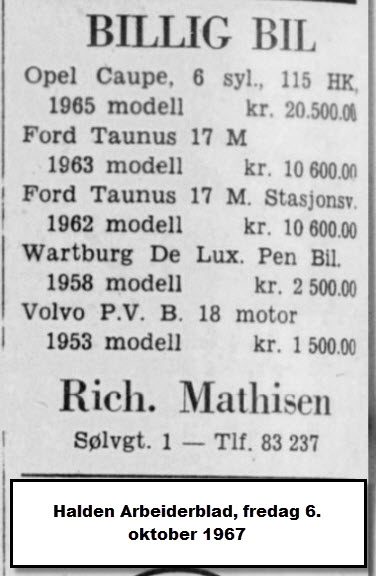 BILLIG BIL
Opel Caupe, 6 syl., 115 HK,
1965 modell kr. 20.500.00
Ford Taunus 17 M
1963 modell kr. 10 600.00
Ford Taunus 17 M. Stasjonsv.
1962 modell kr. 10 600.00
Wartburg De Lux. Pen Bil.
1958 modell kr. 2 500.00
Volvo P.V. B. 18 motor
1953 modell kr. 1 500.00
Rich. Mathisen
Sølvgt. 1 — Tlf. 83 237
Halden Arbeiderblad, fredag 6.
oktober 1967